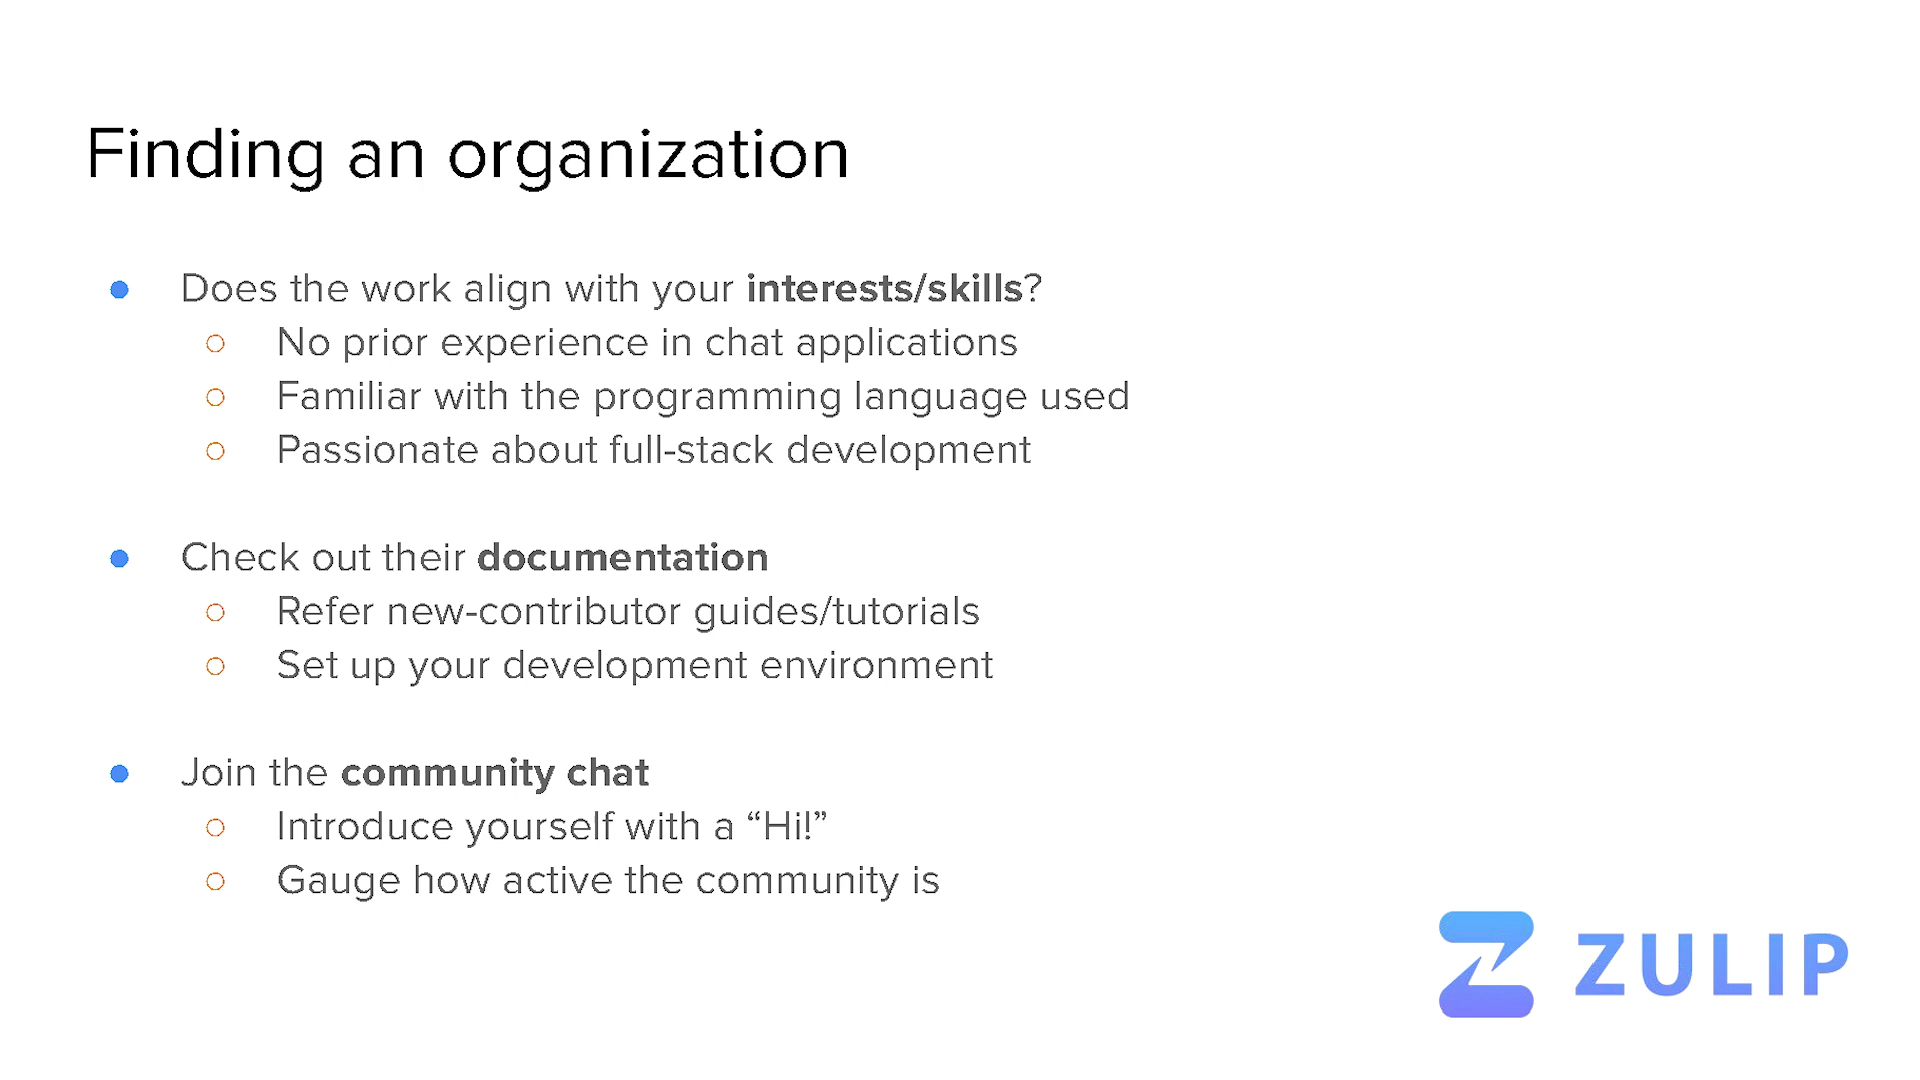 Finding an organization
● Does the work align with your interests/skills?
○ No prior experience in chat applications
○ Familiar with the programming language used
○ Passionate about full-stack development
● Check out their documentation
○ Refer new-contributor guides/tutorials
○ Set up your development environment
● Join the community chat
○ Introduce yourself with a “Hi!”
○ Gauge how active the community is
ZULIP